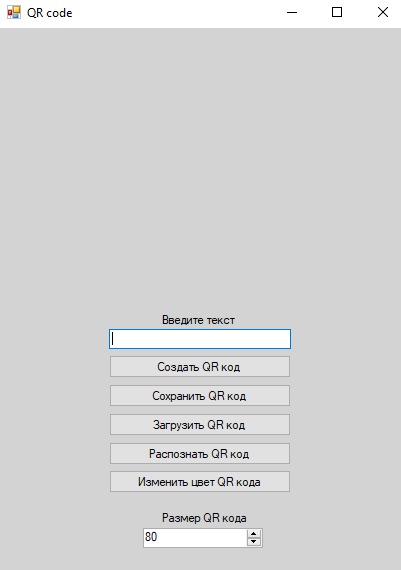 QR code
Введите текст
Создать QR код
Сохранить QR код
Загрузить QR код
Распознать QR код
Изменить цвет QR кода
Размер QR кода
80